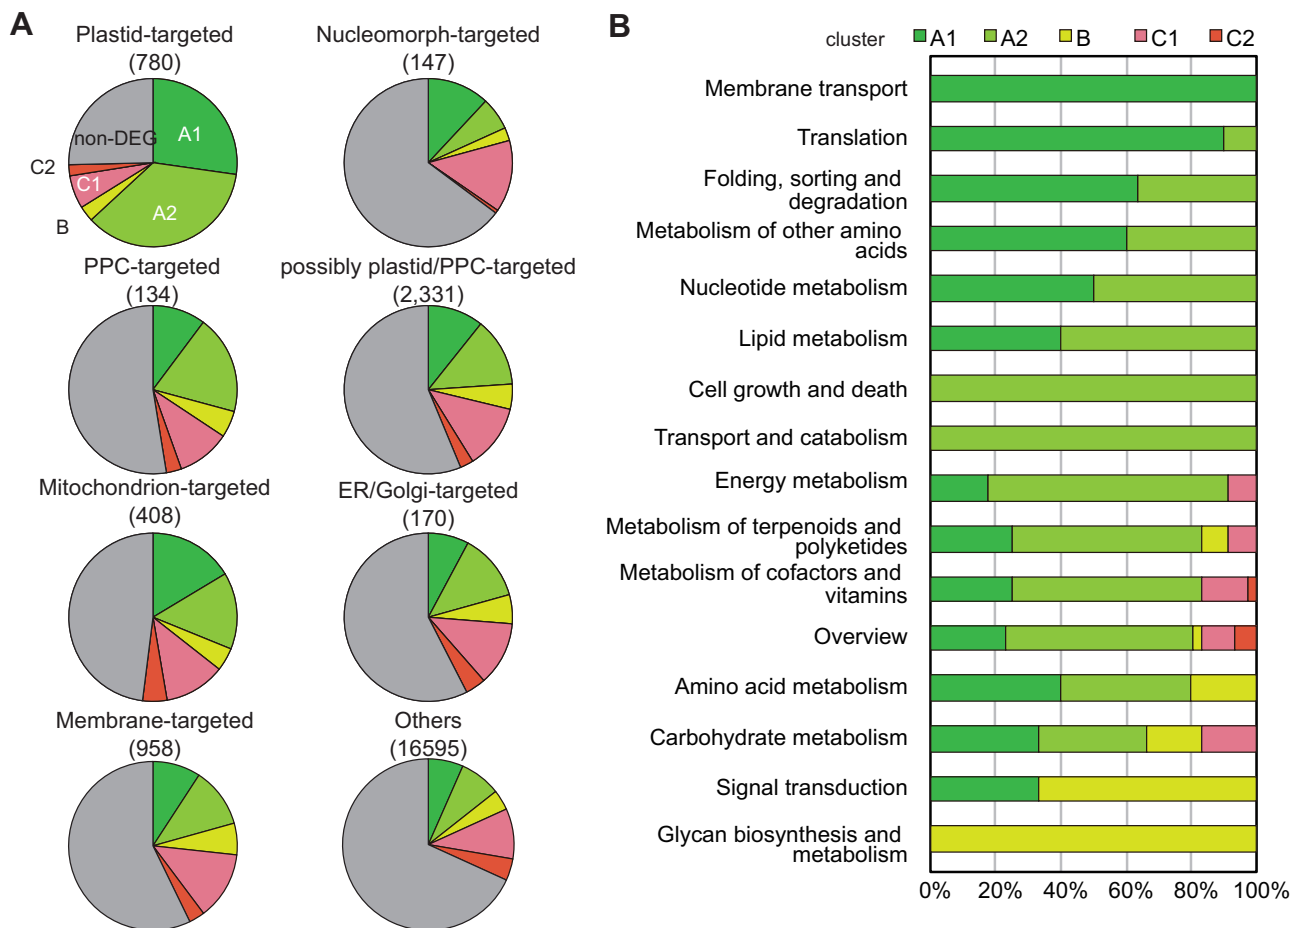 A
Plastid-targeted
(780)
non-DEG
A1
C2
C1
A2
B
Nucleomorph-targeted
(147)
PPC-targeted
(134)
possibly plastid/PPC-targeted
(2,331)
Mitochondrion-targeted
(408)
ER/Golgi-targeted
(170)
Membrane-targeted
(958)
Others
(16595)
B
cluster A1 A2 B C1 C2
Membrane transport
Translation
Folding, sorting and
degradation
Metabolism of other amino
acids
Nucleotide metabolism
Lipid metabolism
Cell growth and death
Transport and catabolism
Energy metabolism
Metabolism of terpenoids and
polyketides
Metabolism of cofactors and
vitamins
Overview
Amino acid metabolism
Carbohydrate metabolism
Signal transduction
Glycan biosynthesis and
metabolism
0% 20% 40% 60% 80% 100%